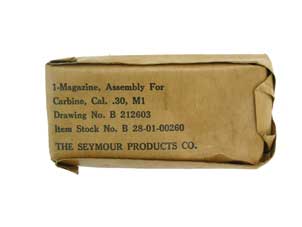 1-Magazine, Assembly For
Carbine, Cal. .30, M1
Drawing No. B 212603
Item Stock No. B 28-01-00260
THE SEYMOUR PRODUCTS CO.